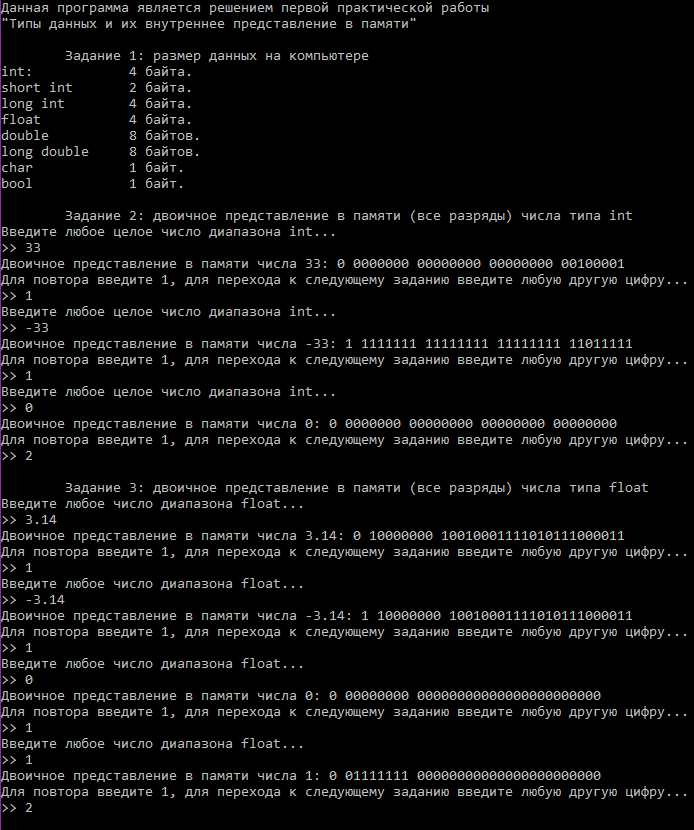 Данная программа является решением первой практической работы
"Типы данных и их внутреннее представление в памяти"
Задание 1: размер данных на компьютере
int: 4 байта.
short int 2 байта.
long int 4 байта.
float 4 байта.
double 8 байтов.
long double 8 байтов.
char 1 байт.
bool 1 байт.
Задание 2: двоичное представление в памяти (все разряды) числа типа int
Введите любое целое число диапазона int...
>> 33
Двоичное представление в памяти числа 33: 0 0000000 00000000 00000000 00100001
Для повтора введите 1, для перехода к следующему заданию введите любую другую цифру...
>> 1
Введите любое целое число диапазона int...
>> -33
Двоичное представление в памяти числа -33: 1 1111111 11111111 11111111 11011111
Для повтора введите 1, для перехода к следующему заданию введите любую другую цифру...
>> 1
Введите любое целое число диапазона int...
>> 0
Двоичное представление в памяти числа 0: 0 0000000 00000000 00000000 00000000
Для повтора введите 1, для перехода к следующему заданию введите любую другую цифру...
>> 2
Задание 3: двоичное представление в памяти (все разряды) числа типа float
Введите любое число диапазона float...
>> 3.14
Двоичное представление в памяти числа 3.14: 0 10000000 10010001111010111000011
Для повтора введите 1, для перехода к следующему заданию введите любую другую цифру...
>> 1
Введите любое число диапазона float...
>> -3.14
Двоичное представление в памяти числа -3.14: 1 10000000 10010001111010111000011
Для повтора введите 1, для перехода к следующему заданию введите любую другую цифру...
>> 1
Введите любое число диапазона float...
>> 0
Двоичное представление в памяти числа 0: 0 00000000 00000000000000000000000
Для повтора введите 1, для перехода к следующему заданию введите любую другую цифру...
>> 1
Введите любое число диапазона float...
>> 1
Двоичное представление в памяти числа 1: 0 01111111 00000000000000000000000
Для повтора введите 1, для перехода к следующему заданию введите любую другую цифру...
>> 2